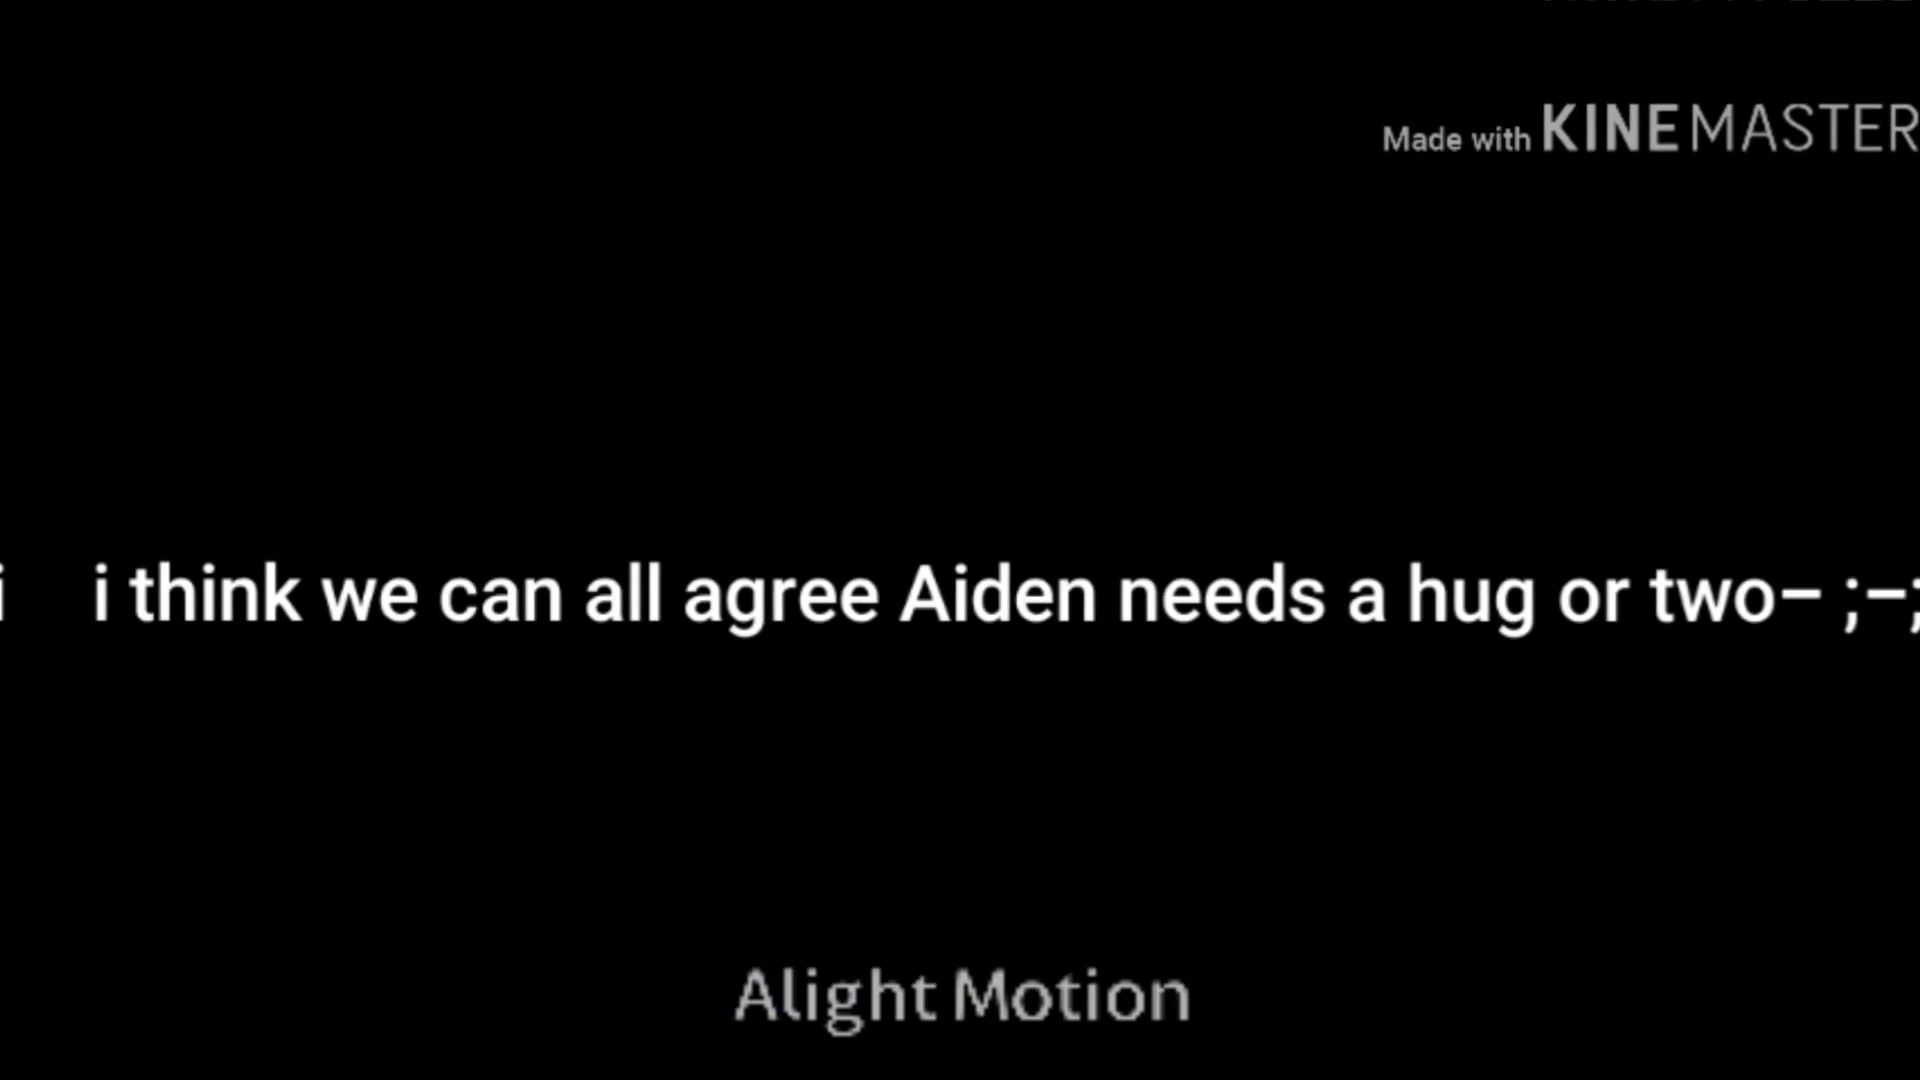 Made with KINEMASTER
i i think we can all agree Aiden needs a hug or two– ;–;
Alight Motion